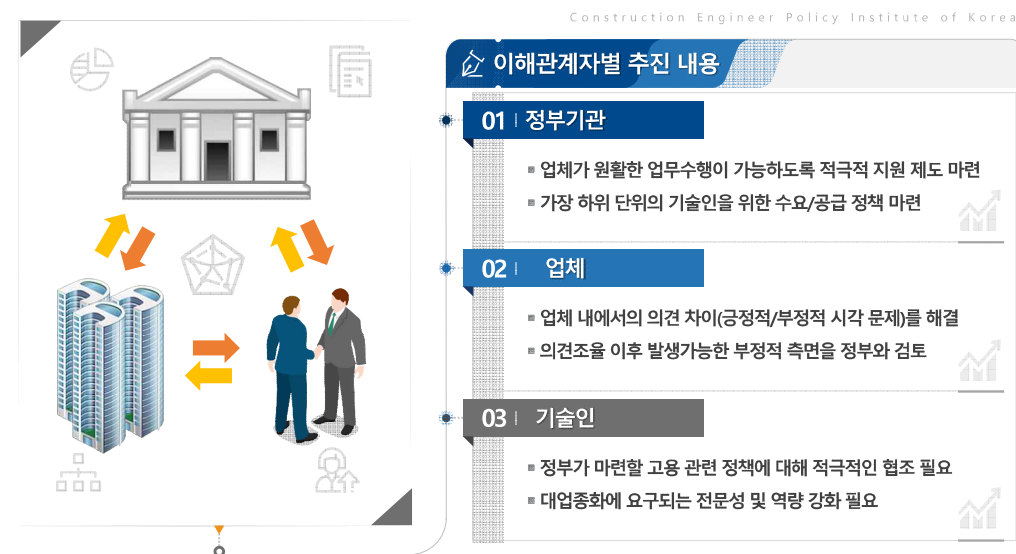 Construction Engineer Policy Institute of Korea
이해관계자별 추진 내용
01 정부기관
업체가 원활한 업무수행이 가능하도록 적극적 지원 제도 마련
가장 하위 단위의 기술인을 위한 수요/공급 정책 마련
02 업체
업체 내에서의 의견 차이(긍정적/부정적 시각 문제)를 해결
의견조율 이후 발생가능한 부정적 측면을 정부와 검토
03 기술인
정부가 마련할 고용 관련 정책에 대해 적극적인 협조 필요
대업종화에 요구되는 전문성 및 역량 강화 필요